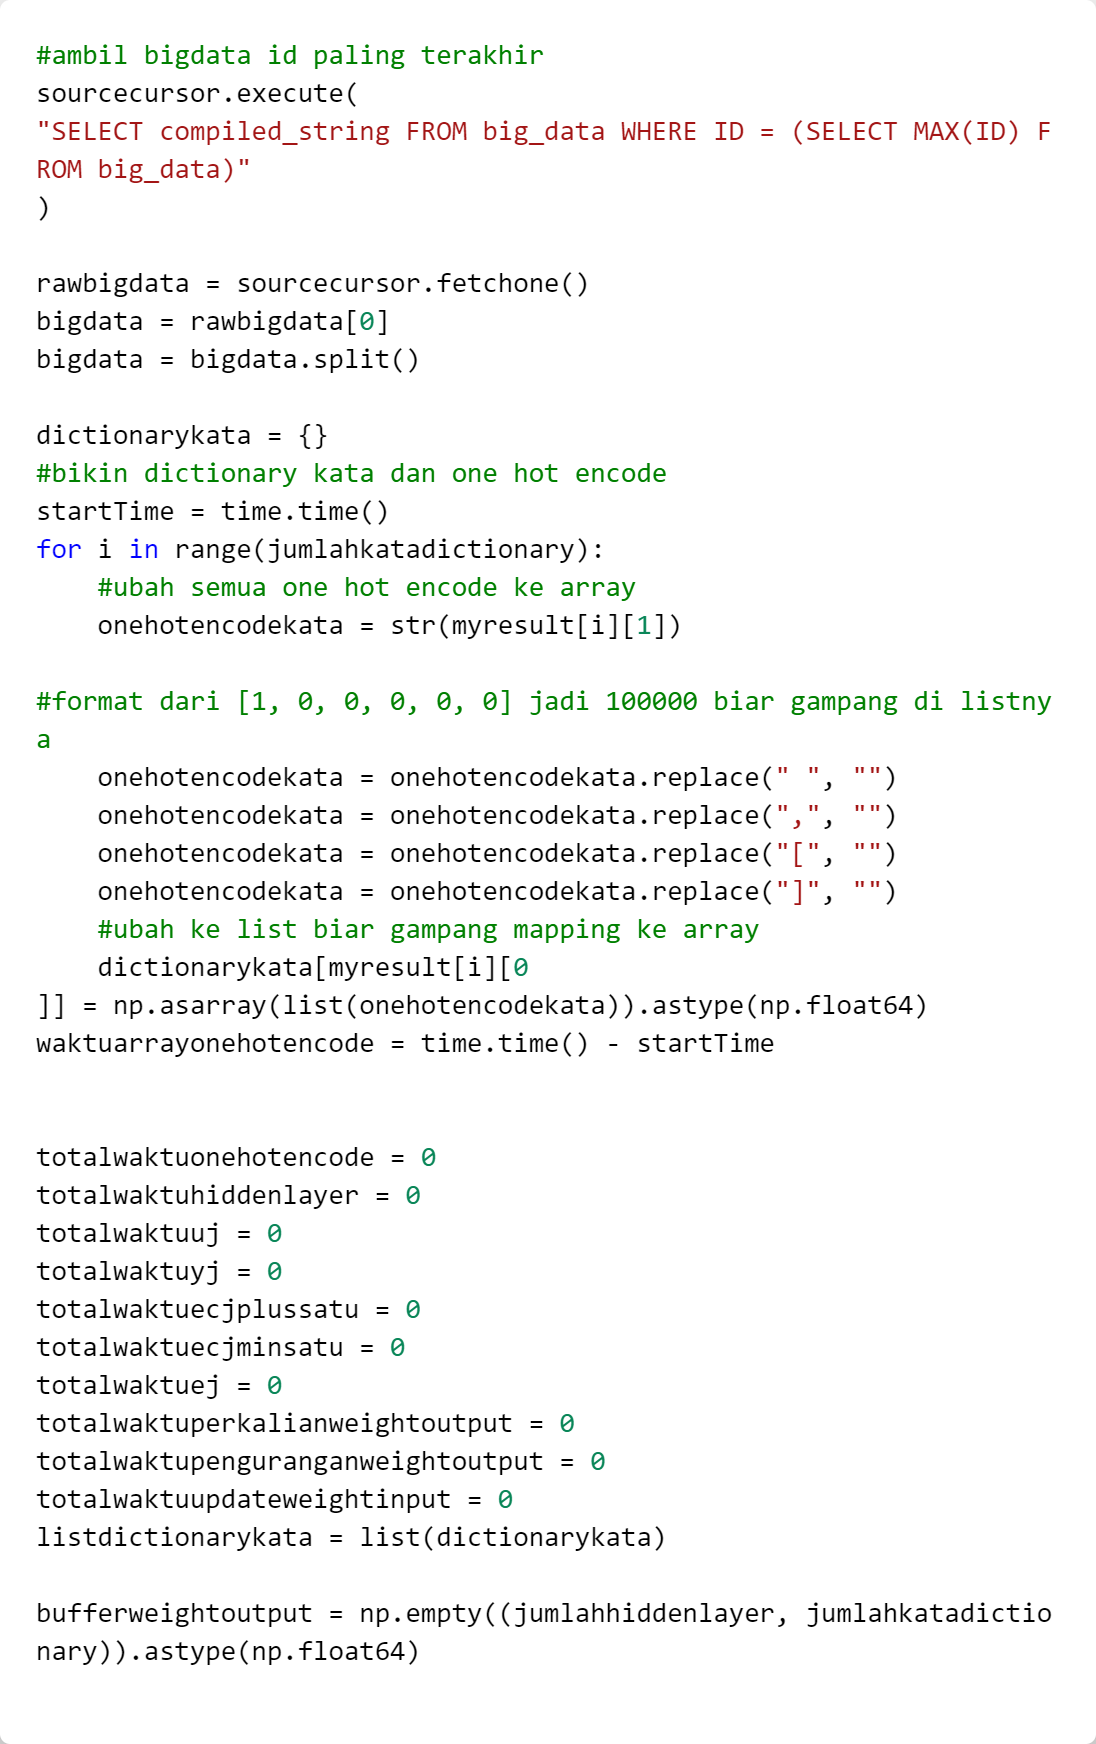 #ambil bigdata id paling terakhir
sourcecursor.execute(
"SELECT compiled_string FROM big_data WHERE ID = (SELECT MAX(ID) F
ROM big_data)"
)
rawbigdata = sourcecursor.fetchone()
bigdata = rawbigdata[0]
bigdata = bigdata.split()
dictionarykata = {}
#bikin dictionary kata dan one hot encode
startTime = time.time()
for i in range(jumlahkatadictionary):
    #ubah semua one hot encode ke array
    onehotencodekata = str(myresult[i][1])
#format dari [1, 0, 0, 0, 0, 0] jadi 100000 biar gampang di listny
a
    onehotencodekata = onehotencodekata.replace(" ", "")
    onehotencodekata = onehotencodekata.replace(",", "")
    onehotencodekata = onehotencodekata.replace("[", "")
    onehotencodekata = onehotencodekata.replace("]", "")
    #ubah ke list biar gampang mapping ke array
    dictionarykata[myresult[i][0
]] = np.asarray(list(onehotencodekata)).astype(np.float64)
waktuarrayonehotencode = time.time() - startTime
totalwaktuonehotencode = 0
totalwaktuhiddenlayer = 0
totalwaktuuj = 0
totalwaktuyj = 0
totalwaktuecjplussatu = 0
totalwaktuecjminsatu = 0
totalwaktuej = 0
totalwaktuperkalianweightoutput = 0
totalwaktupenguranganweightoutput = 0
totalwaktuupdateweightinput = 0
listdictionarykata = list(dictionarykata)
bufferweightoutput = np.empty((jumlahhiddenlayer, jumlahkatadictio
nary)).astype(np.float64)